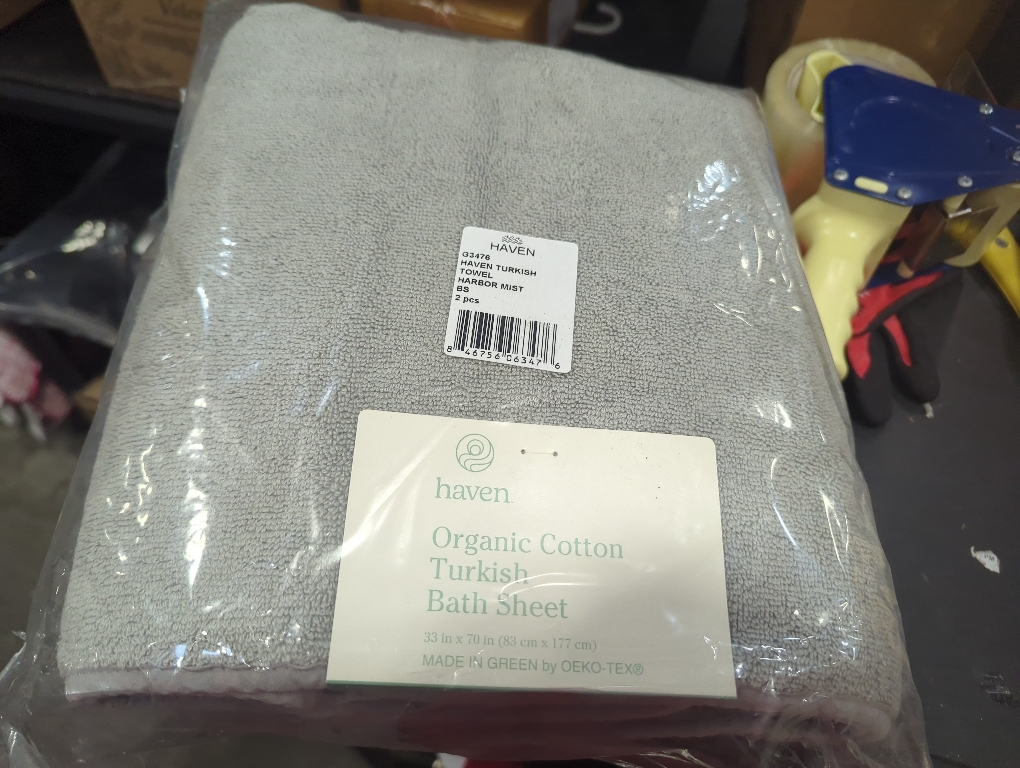 HAVEN
G3476
HAVEN TURKISH
TOWEL
HARBOR MIST
BS
2 pcs
8 46756 06347 6
haven
Organic Cotton
Turkish
Bath Sheet
33 in x 70 in (83 cm x 177 cm)
MADE IN GREEN by OEKO-TEX®